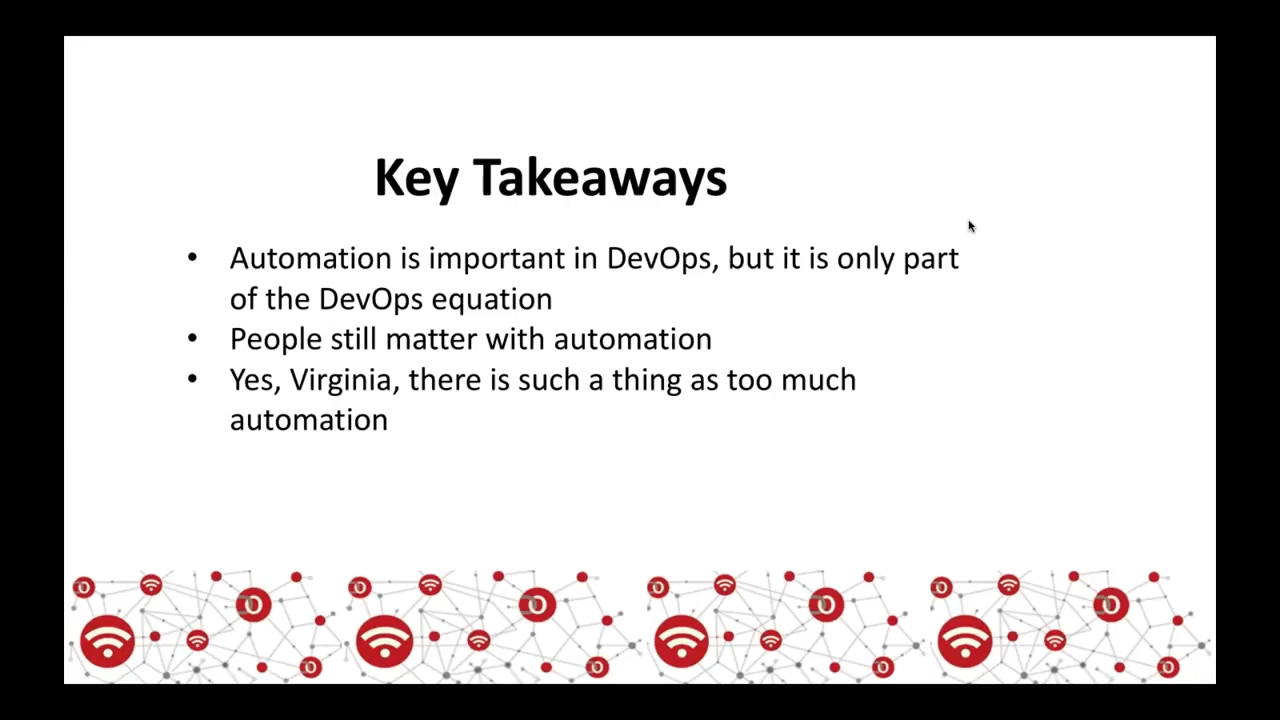 Key Takeaways
• Automation is important in DevOps, but it is only part
of the DevOps equation
• People still matter with automation
• Yes, Virginia, there is such a thing as too much
automation